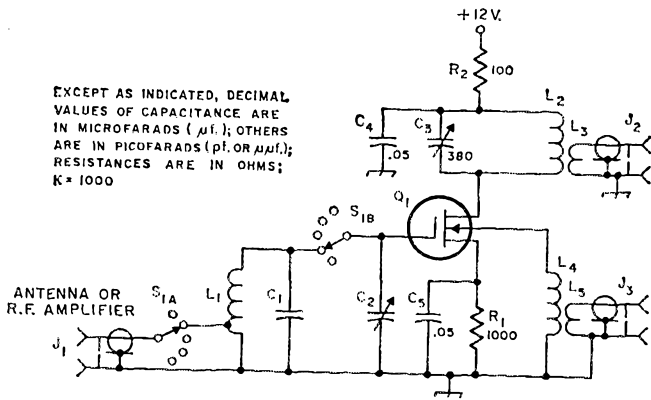 +12V.
R2 100
EXCEPT AS INDICATED, DECIMAL
VALUES OF CAPACITANCE ARE
IN MICROFARADS ( µf.); OTHERS
ARE IN PICOFARADS (pf. OR µµf.);
RESISTANCES ARE IN OHMS;
K= 1000
C4 .05
C3 380
L2
L3
J2
Q1
S1B
L4
L5
J3
ANTENNA OR
R.F. AMPLIFIER
S1A
L1
C1
C2
C5 .05
R1 1000
J1